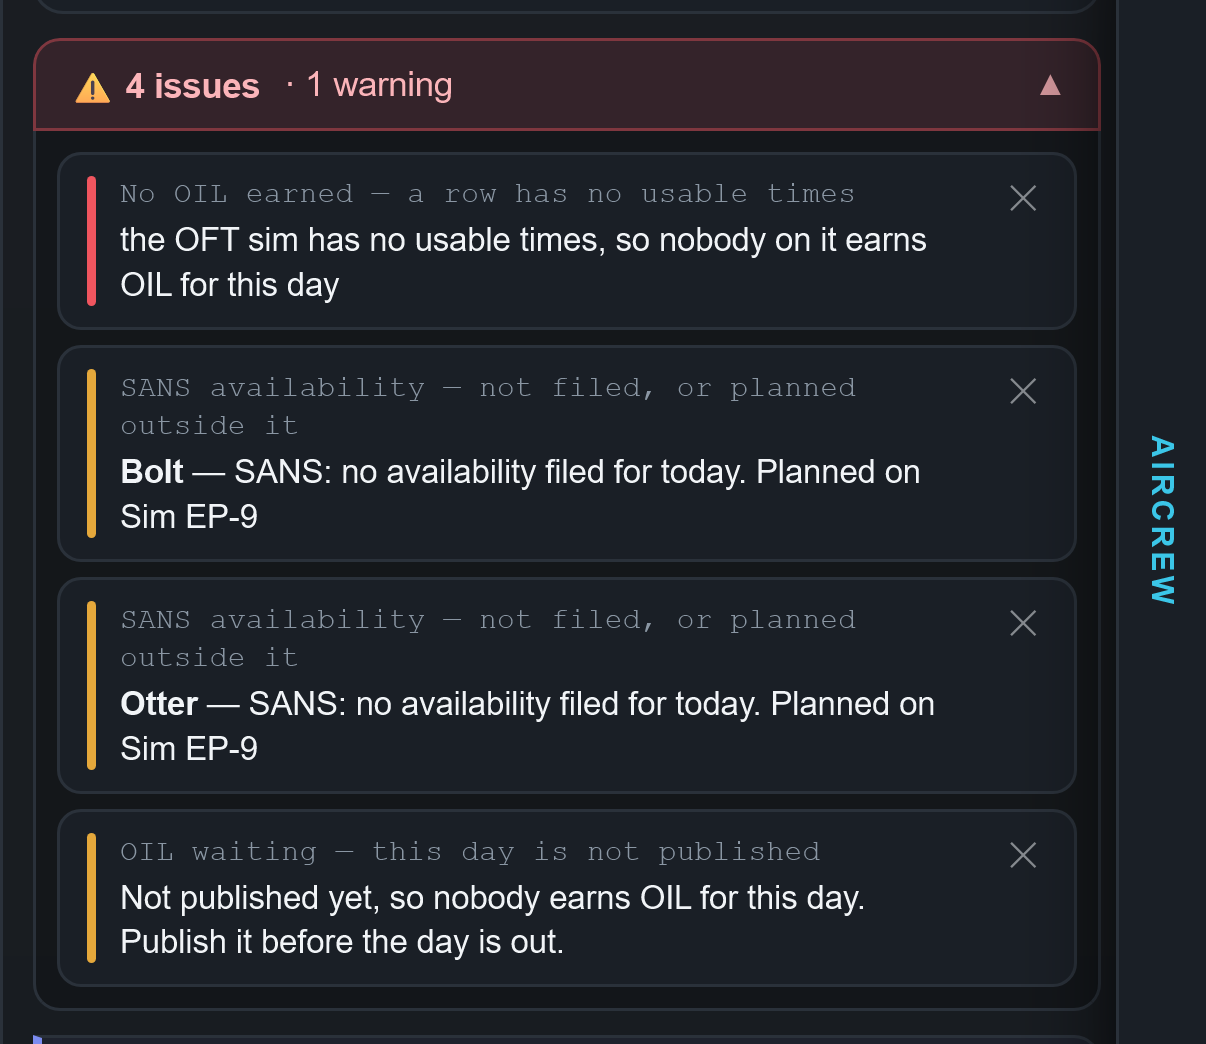 ⚠️ 4 issues · 1 warning ▲
No OIL earned — a row has no usable times
the OFT sim has no usable times, so nobody on it earns
OIL for this day
SANS availability — not filed, or planned
outside it
Bolt — SANS: no availability filed for today. Planned on
Sim EP-9
SANS availability — not filed, or planned
outside it
Otter — SANS: no availability filed for today. Planned on
Sim EP-9
OIL waiting — this day is not published
Not published yet, so nobody earns OIL for this day.
Publish it before the day is out.
AIRCREW